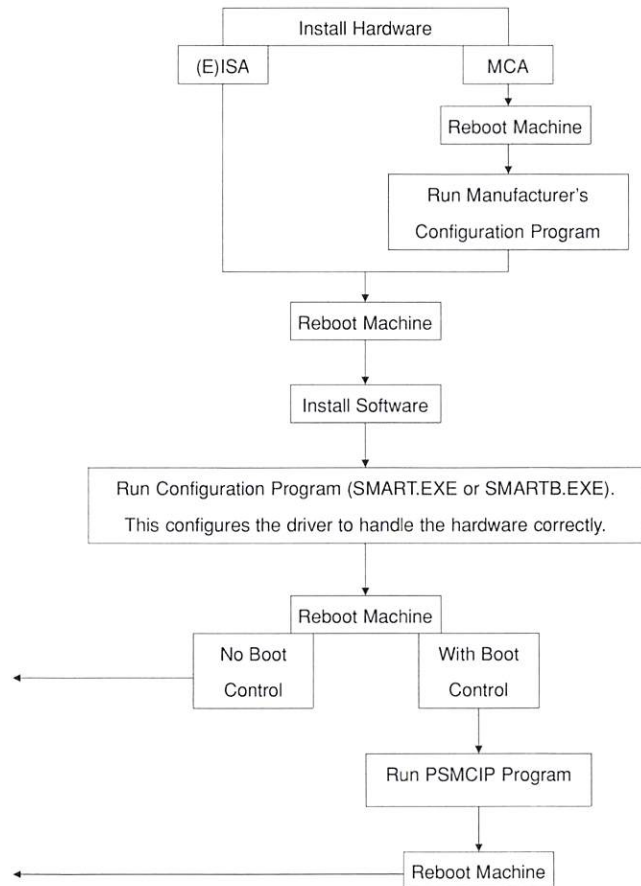 Install Hardware
(E)ISA
MCA
Reboot Machine
Run Manufacturer's
Configuration Program
Reboot Machine
Install Software
Run Configuration Program (SMART.EXE or SMARTB.EXE).
This configures the driver to handle the hardware correctly.
Reboot Machine
No Boot
Control
With Boot
Control
Run PSMCIP Program
Reboot Machine